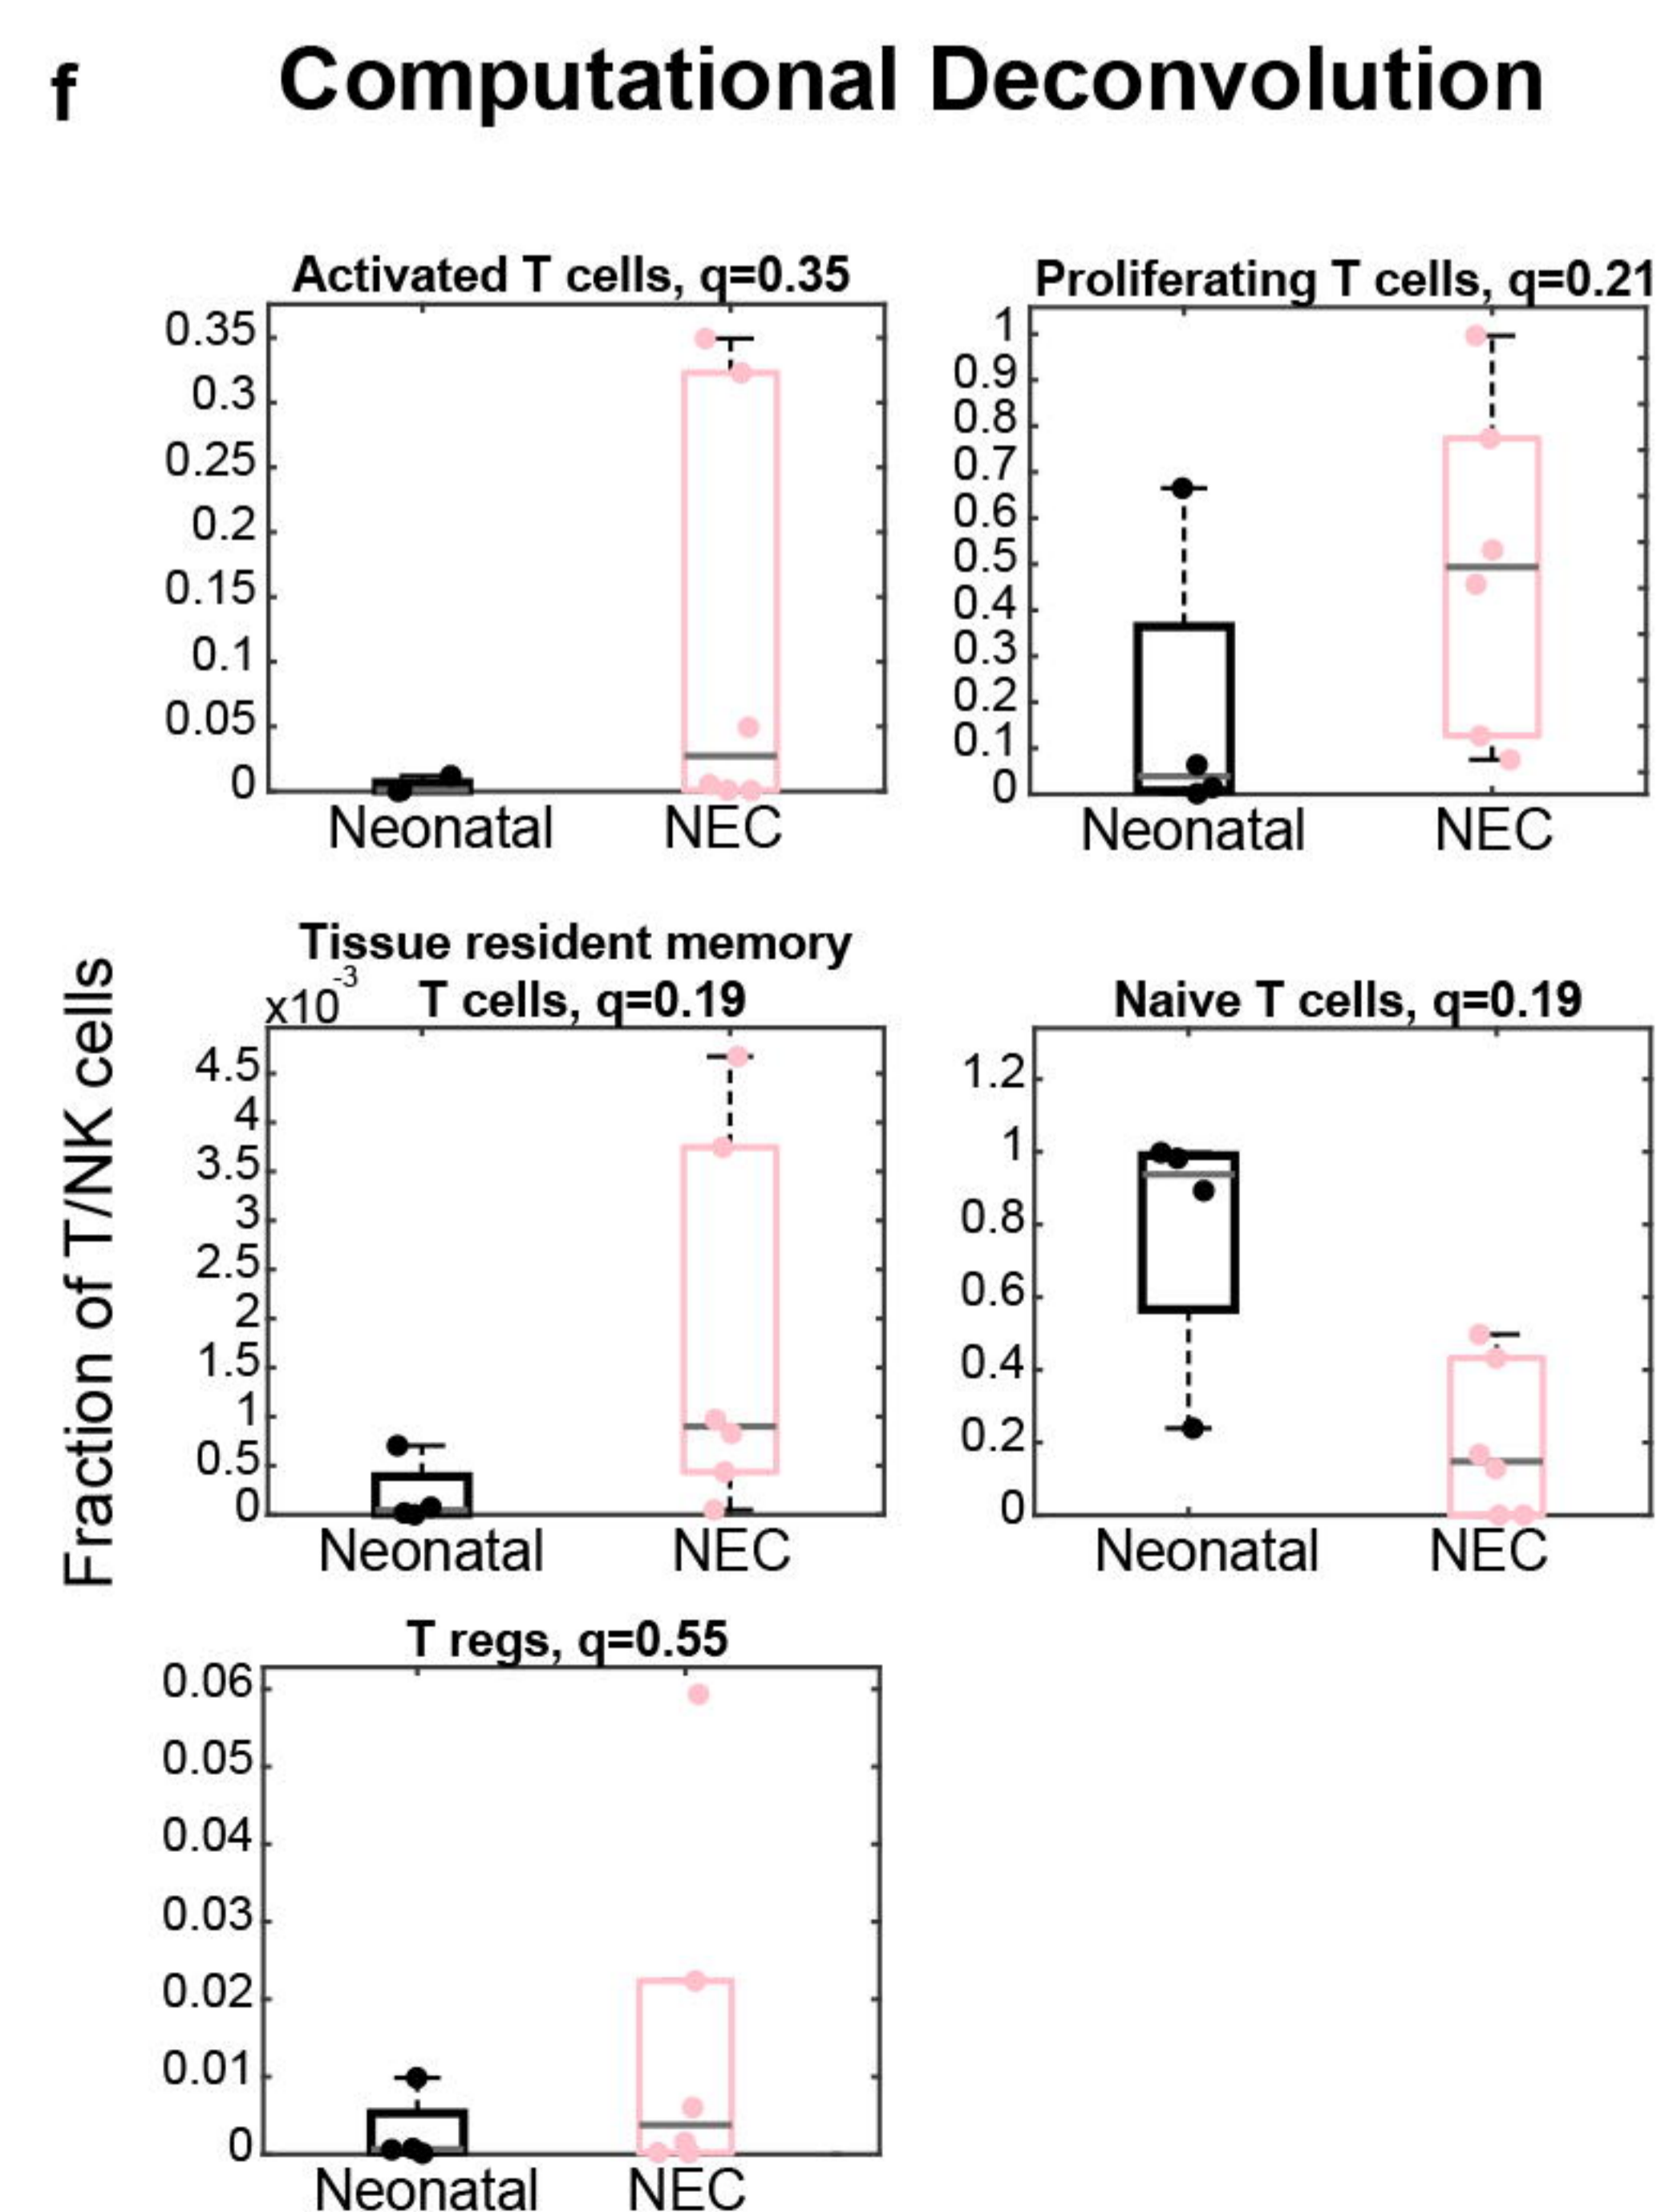 f
Computational Deconvolution
Fraction of T/NK cells
Activated T cells, q=0.35
0.35
0.3
0.25
0.2
0.15
0.1
0.05
0
Neonatal
NEC
Proliferating T cells, q=0.21
1
0.9
0.8
0.7
0.6
0.5
0.4
0.3
0.2
0.1
0
Neonatal
NEC
Tissue resident memory
T cells, q=0.19
x10-3
4.5
4
3.5
3
2.5
2
1.5
1
0.5
0
Neonatal
NEC
Naive T cells, q=0.19
1.2
1
0.8
0.6
0.4
0.2
0
Neonatal
NEC
T regs, q=0.55
0.06
0.05
0.04
0.03
0.02
0.01
0
Neonatal
NEC